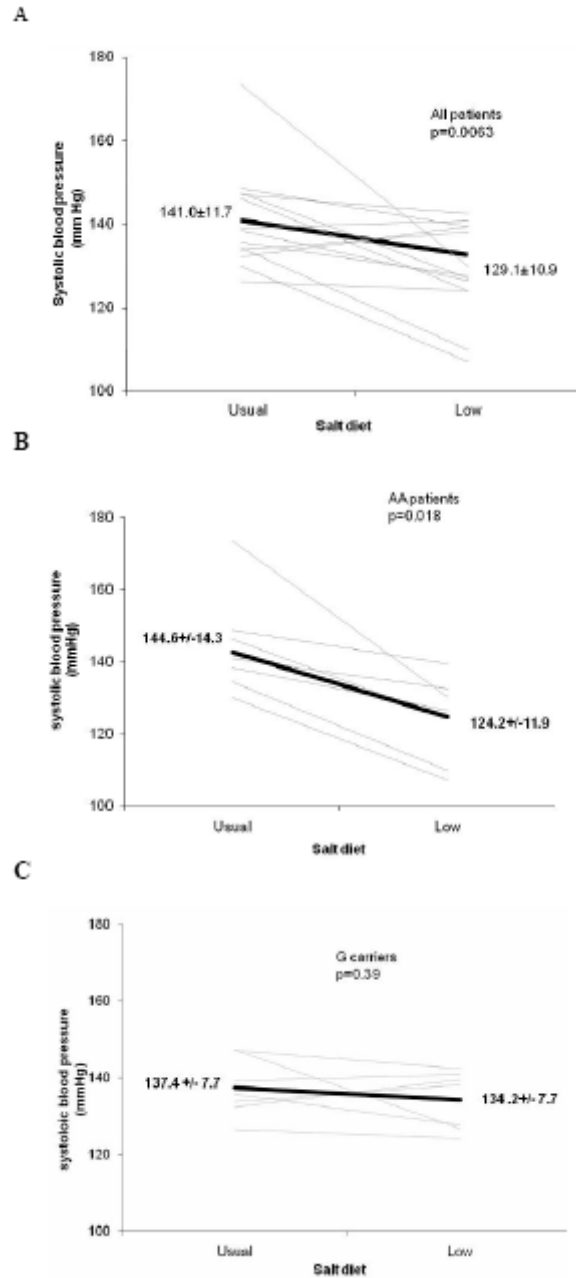 A
180
160
140
120
100
Systolic blood pressure
(mm Hg)
All patients
p=0.0063
141.0±11.7
129.1±10.9
Usual
Low
Salt diet
B
180
160
140
120
100
systolic blood pressure
(mmHg)
AA patients
p=0.018
144.6+/-14.3
124.2+/-11.9
Usual
Low
Salt diet
C
180
160
140
120
100
systoloic blood pressure
(mmHg)
G carriers
p=0.39
137.4 +/- 7.7
134.2+/- 7.7
Usual
Low
Salt diet